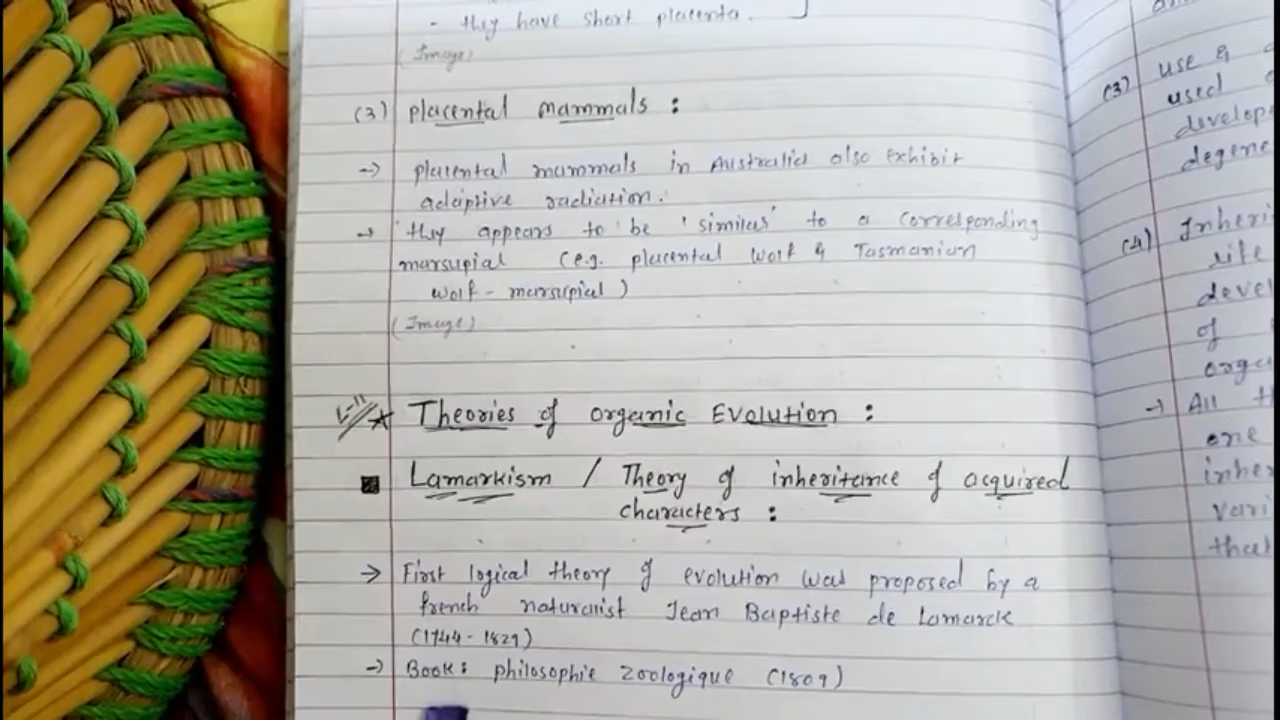 - they have short placenta.
(Image)
(3) placental mammals :
→ placental mammals in Australia also exhibit
adaptive radiation.
→ they appears to be 'similar' to a corresponding
marsupial (e.g. placental wolf & Tasmanian
wolf - marsupial)
(Image)
L-11 ★ Theories of organic Evolution :
■ Lamarkism / Theory of inheritance of acquired
characters :
→ First logical theory of evolution was proposed by a
french naturalist Jean Baptiste de Lamarck
(1744-1829)
→ Book: philosophie zoologique (1809)
(3) use &
used
develop
degene
(4) Inheri
life
devel
of
orga
→ All th
one
inher
vari
that